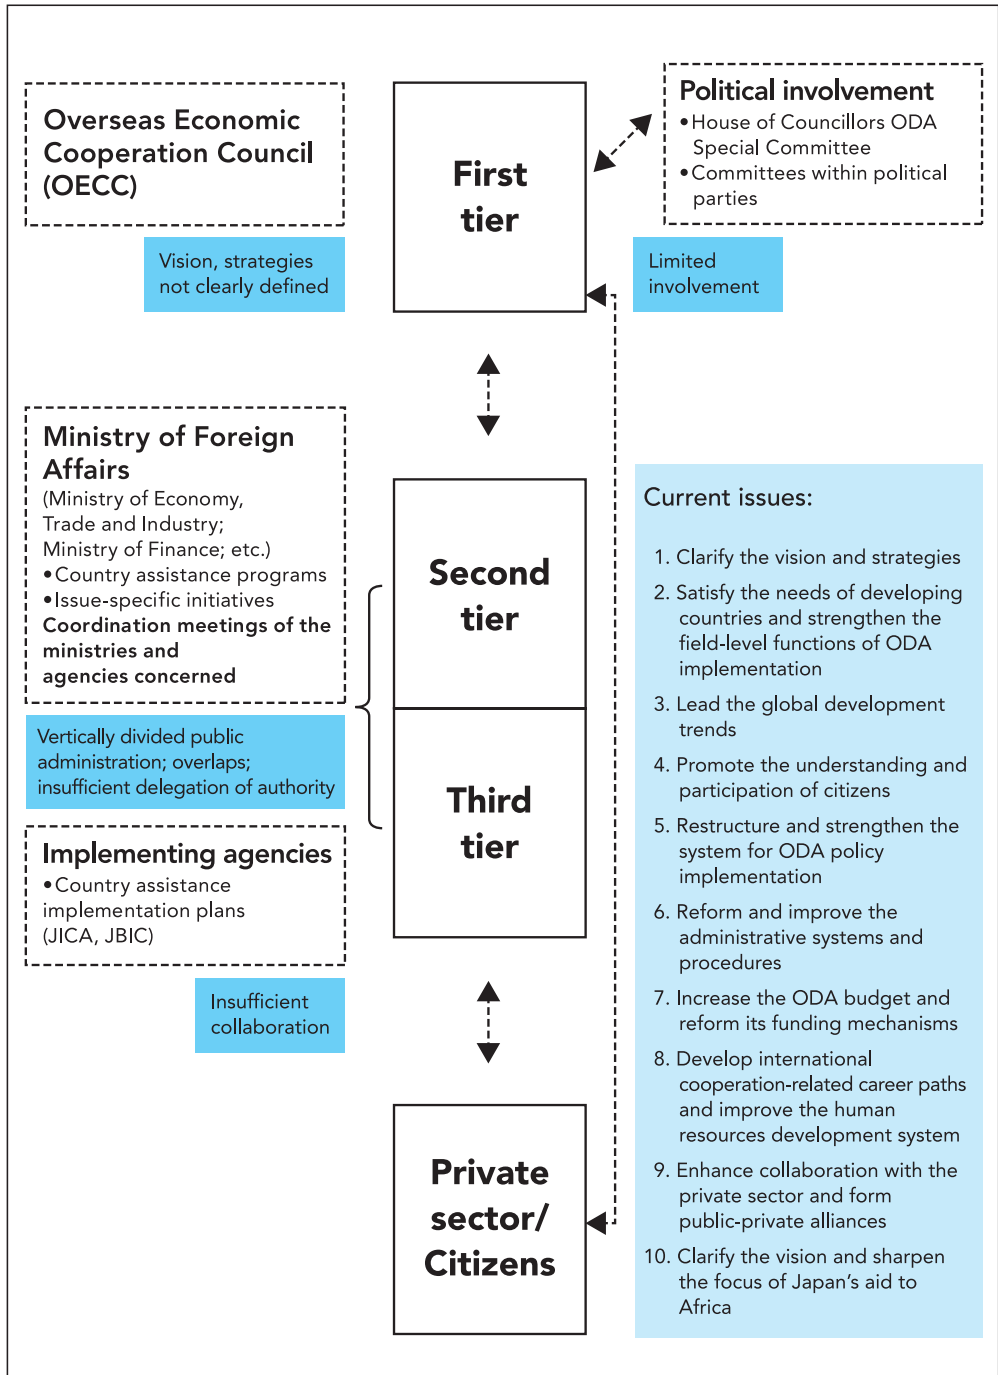 Overseas Economic
Cooperation Council
(OECC)
Vision, strategies
not clearly defined
First
tier
Political involvement
•House of Councillors ODA
Special Committee
•Committees within political
parties
Limited
involvement
Ministry of Foreign
Affairs
(Ministry of Economy,
Trade and Industry;
Ministry of Finance; etc.)
•Country assistance programs
•Issue-specific initiatives
Coordination meetings of the
ministries and
agencies concerned
Vertically divided public
administration; overlaps;
insufficient delegation of authority
Implementing agencies
•Country assistance
implementation plans
(JICA, JBIC)
Insufficient
collaboration
Second
tier
Third
tier
Private
sector/
Citizens
Current issues:
1. Clarify the vision and strategies
2. Satisfy the needs of developing
countries and strengthen the
field-level functions of ODA
implementation
3. Lead the global development
trends
4. Promote the understanding and
participation of citizens
5. Restructure and strengthen the
system for ODA policy
implementation
6. Reform and improve the
administrative systems and
procedures
7. Increase the ODA budget and
reform its funding mechanisms
8. Develop international
cooperation-related career paths
and improve the human
resources development system
9. Enhance collaboration with the
private sector and form
public-private alliances
10. Clarify the vision and sharpen
the focus of Japan's aid to
Africa